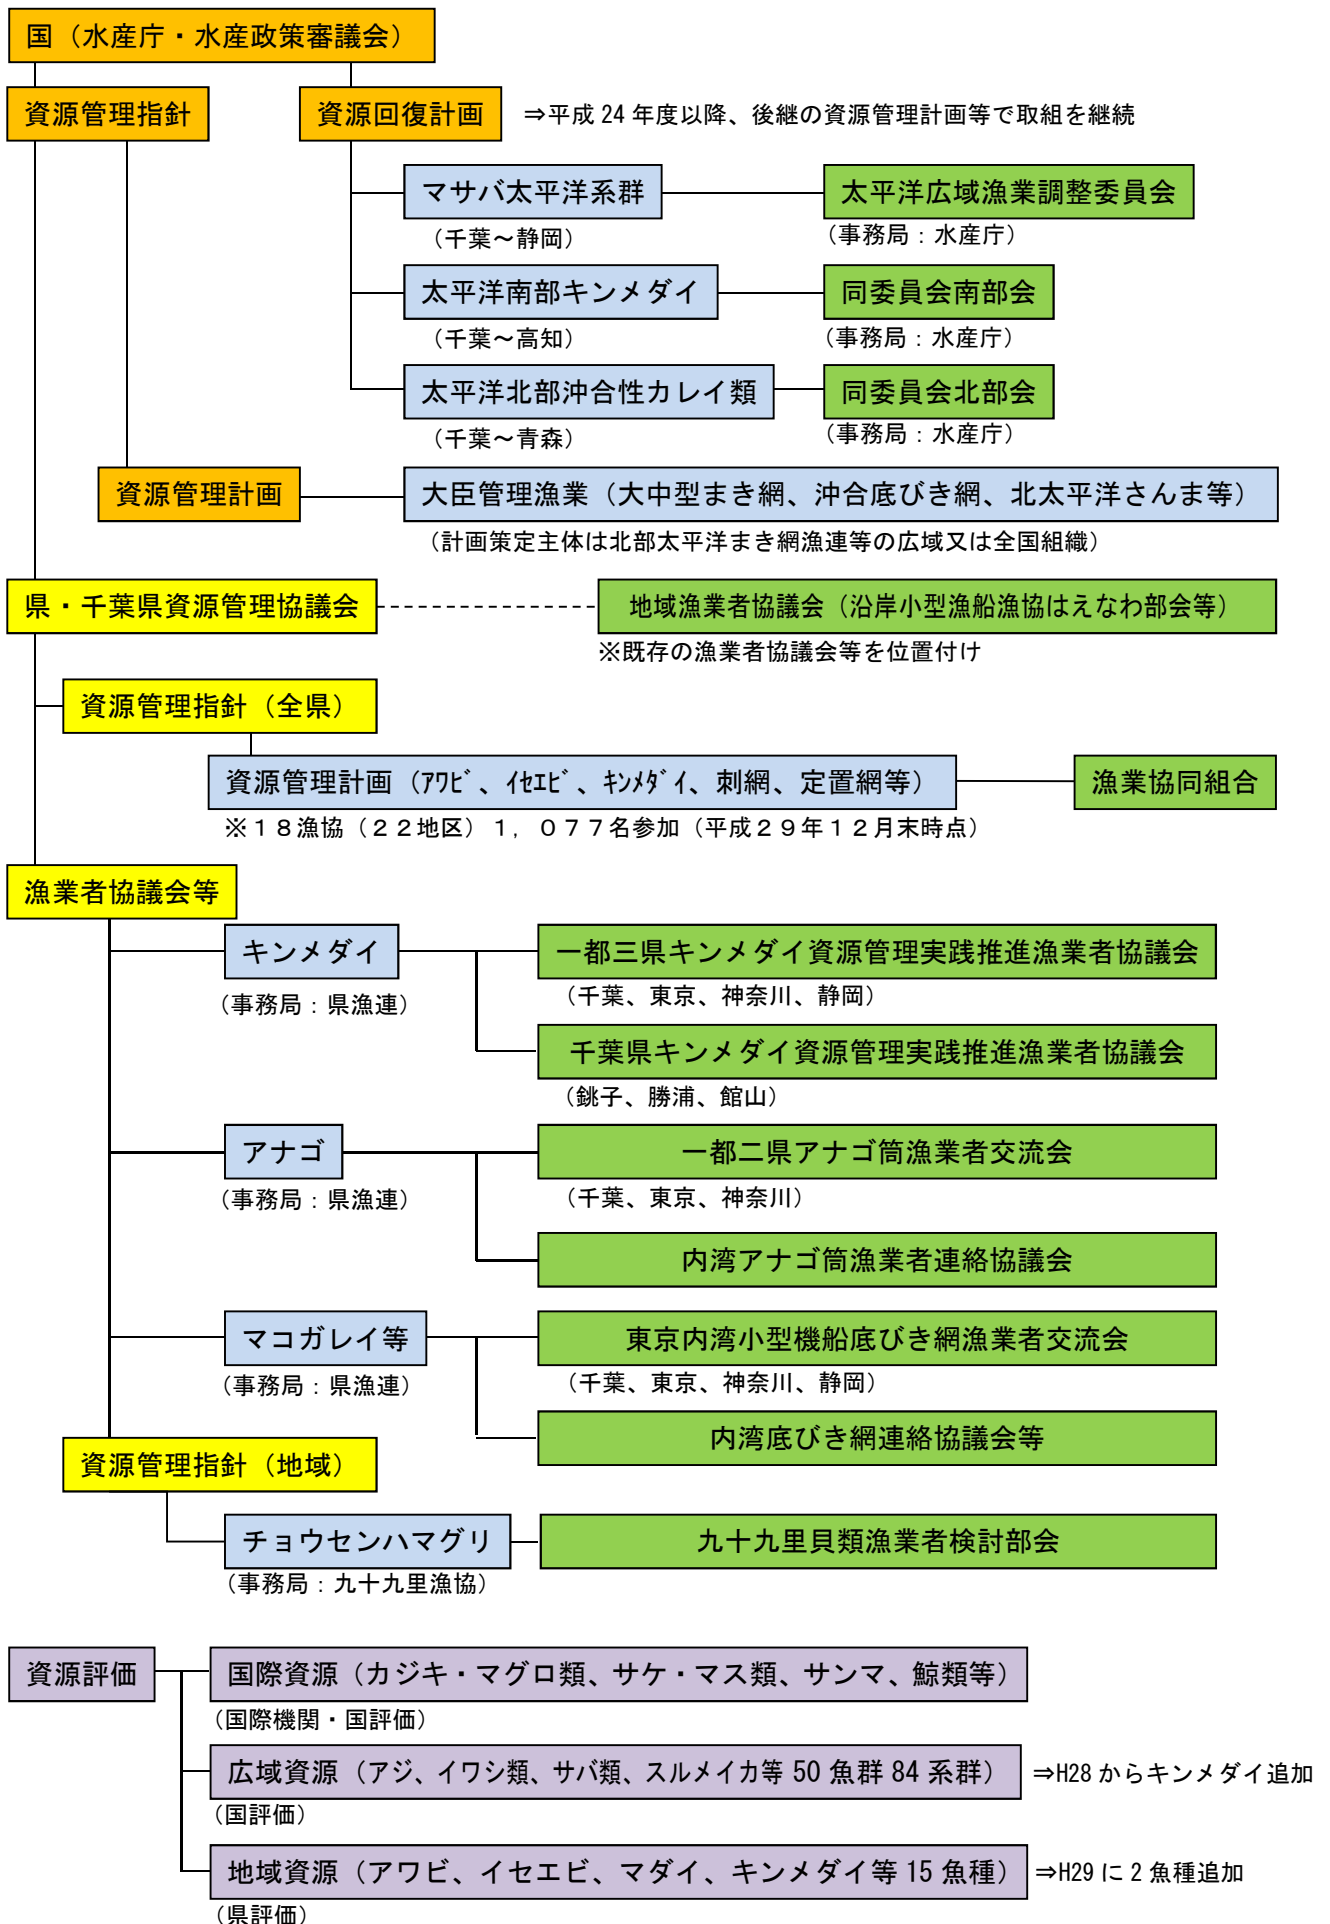 国（水産庁・水産政策審議会）
資源管理指針
資源回復計画
⇒平成24年度以降、後継の資源管理計画等で取組を継続
マサバ太平洋系群
太平洋広域漁業調整委員会
（千葉～静岡）
（事務局：水産庁）
太平洋南部キンメダイ
同委員会南部会
（千葉～高知）
（事務局：水産庁）
太平洋北部沖合性カレイ類
同委員会北部会
（千葉～青森）
（事務局：水産庁）
資源管理計画
大臣管理漁業（大中型まき網、沖合底びき網、北太平洋さんま等）
（計画策定主体は北部太平洋まき網漁連等の広域又は全国組織）
県・千葉県資源管理協議会
地域漁業者協議会（沿岸小型漁船漁協はえなわ部会等）
※既存の漁業者協議会等を位置付け
資源管理指針（全県）
資源管理計画（ｱﾜﾋﾞ、ｲｾｴﾋﾞ、ｷﾝﾒﾀﾞｲ、刺網、定置網等）
漁業協同組合
※１８漁協（２２地区）１，０７７名参加（平成２９年１２月末時点）
漁業者協議会等
キンメダイ
一都三県キンメダイ資源管理実践推進漁業者協議会
（事務局：県漁連）
（千葉、東京、神奈川、静岡）
千葉県キンメダイ資源管理実践推進漁業者協議会
（銚子、勝浦、館山）
アナゴ
一都二県アナゴ筒漁業者交流会
（事務局：県漁連）
（千葉、東京、神奈川）
内湾アナゴ筒漁業者連絡協議会
マコガレイ等
東京内湾小型機船底びき網漁業者交流会
（事務局：県漁連）
（千葉、東京、神奈川、静岡）
内湾底びき網連絡協議会等
資源管理指針（地域）
チョウセンハマグリ
九十九里貝類漁業者検討部会
（事務局：九十九里漁協）
資源評価
国際資源（カジキ・マグロ類、サケ・マス類、サンマ、鯨類等）
（国際機関・国評価）
広域資源（アジ、イワシ類、サバ類、スルメイカ等50魚群84系群）
⇒H28からキンメダイ追加
（国評価）
地域資源（アワビ、イセエビ、マダイ、キンメダイ等15魚種）
⇒H29に2魚種追加
（県評価）